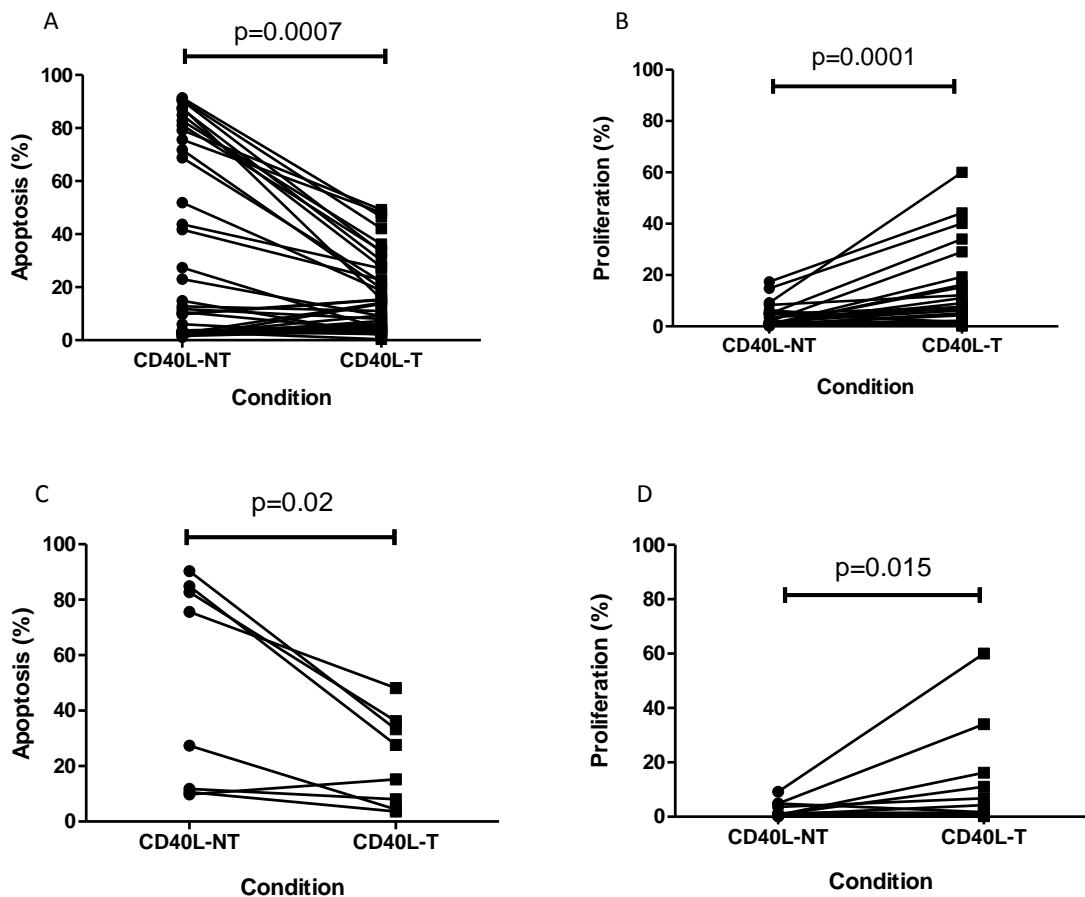 A
p=0.0007
100
80
60
40
20
0
Apoptosis (%)
CD40L-NT
CD40L-T
Condition
B
p=0.0001
100
80
60
40
20
0
Proliferation (%)
CD40L-NT
CD40L-T
Condition
C
p=0.02
100
80
60
40
20
0
Apoptosis (%)
CD40L-NT
CD40L-T
Condition
D
p=0.015
100
80
60
40
20
0
Proliferation (%)
CD40L-NT
CD40L-T
Condition